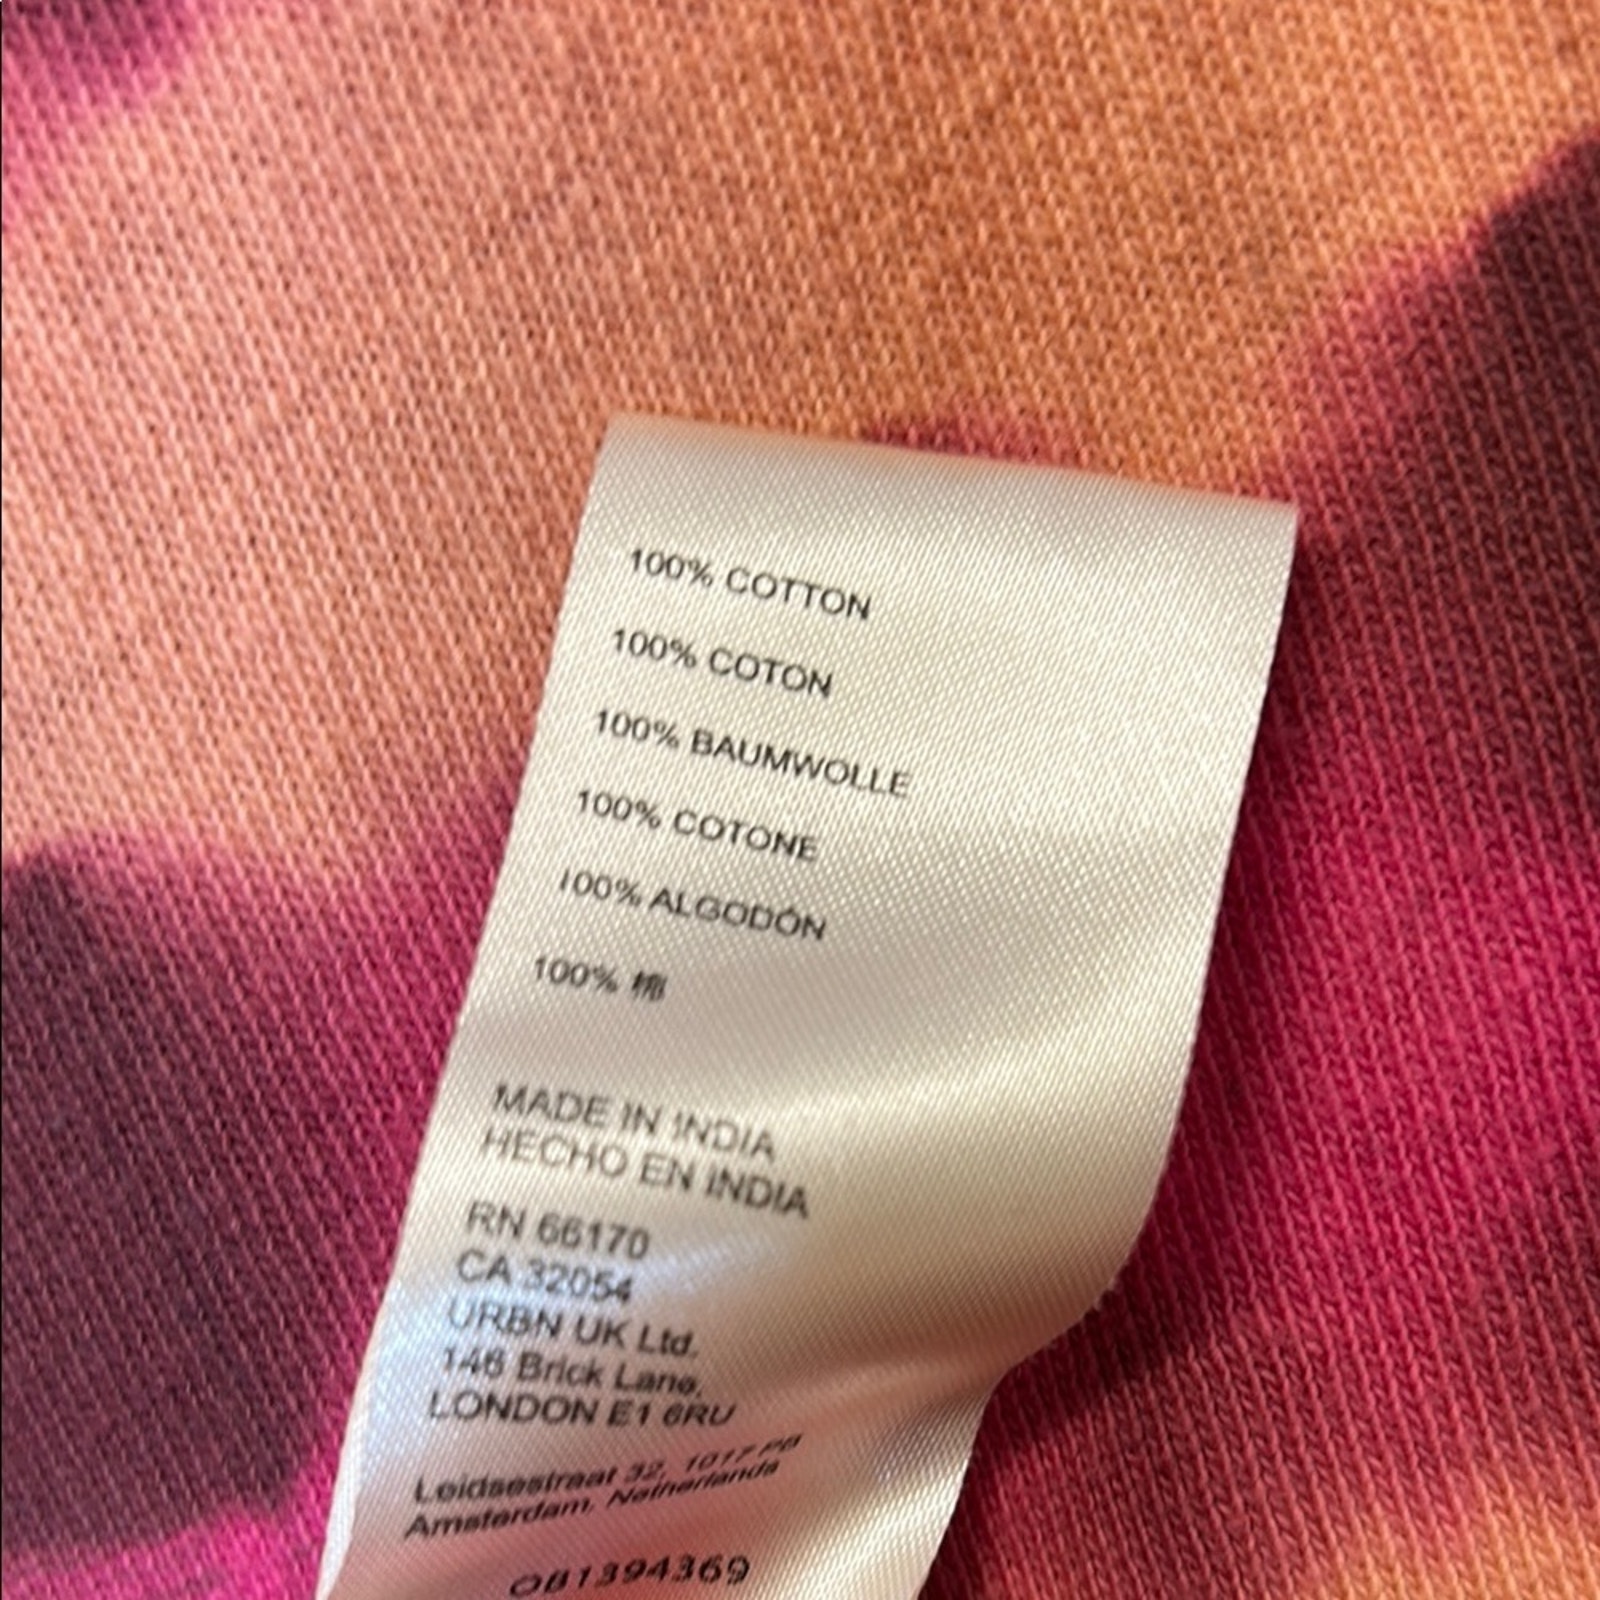 100% COTTON
100% COTON
100% BAUMWOLLE
100% COTONE
100% ALGODÓN
100% 棉
MADE IN INDIA
HECHO EN INDIA
RN 66170
CA 32054
URBN UK Ltd.
146 Brick Lane,
LONDON E1 6RU
Leidsestraat 32, 1017 PB
Amsterdam, Netherlands
OB1394369